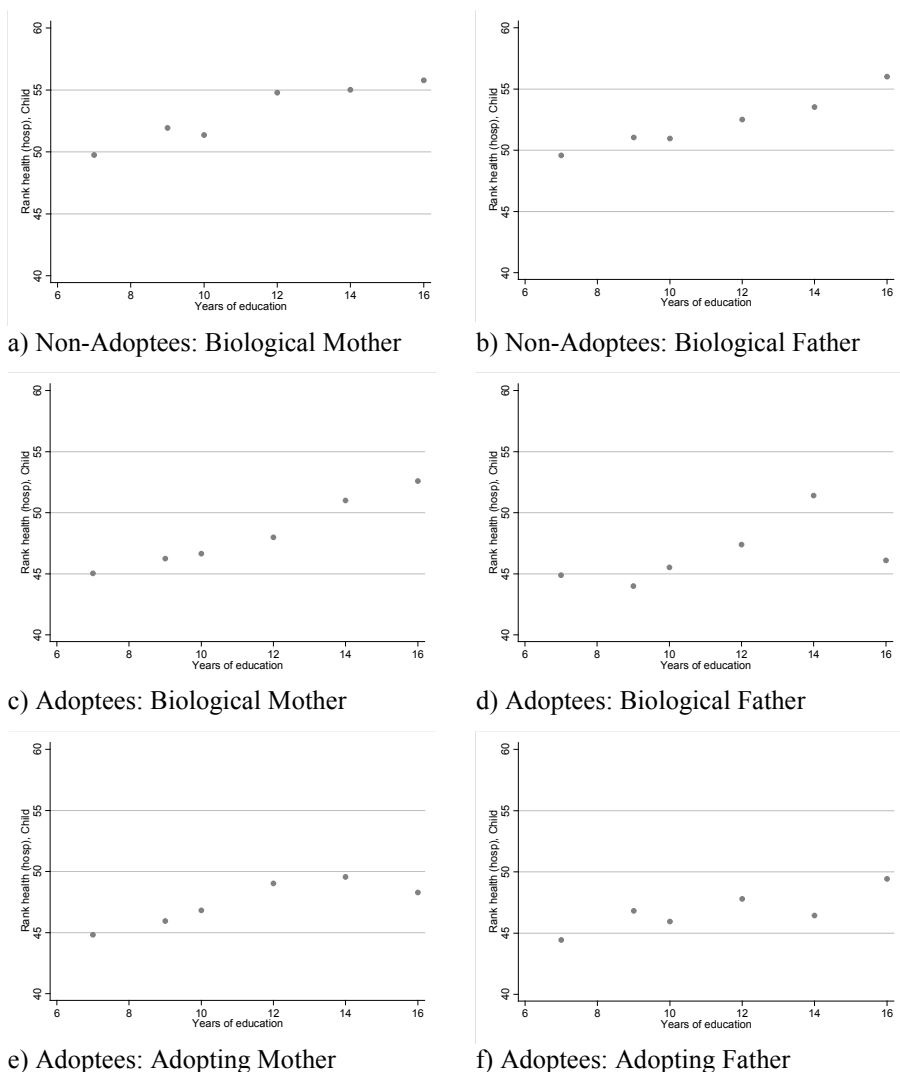 60
55
50
45
40
Rank health (hosp), Child
6 8 10 12 14 16
Years of education
a) Non-Adoptees: Biological Mother
60
55
50
45
40
Rank health (hosp), Child
6 8 10 12 14 16
Years of education
b) Non-Adoptees: Biological Father
60
55
50
45
40
Rank health (hosp), Child
6 8 10 12 14 16
Years of education
c) Adoptees: Biological Mother
60
55
50
45
40
Rank health (hosp), Child
6 8 10 12 14 16
Years of education
d) Adoptees: Biological Father
60
55
50
45
40
Rank health (hosp), Child
6 8 10 12 14 16
Years of education
e) Adoptees: Adopting Mother
60
55
50
45
40
Rank health (hosp), Child
6 8 10 12 14 16
Years of education
f) Adoptees: Adopting Father